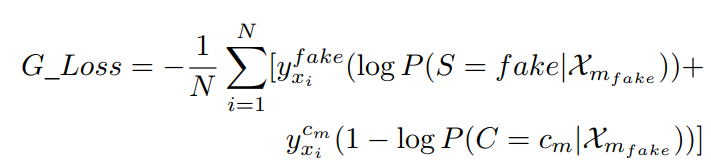 G_Loss = -\frac{1}{N} \sum_{i=1}^{N} [y_{x_i}^{fake}(\log P(S = fake|\mathcal{X}_{m_{fake}}))+
y_{x_i}^{c_m}(1 - \log P(C = c_m|\mathcal{X}_{m_{fake}}))]